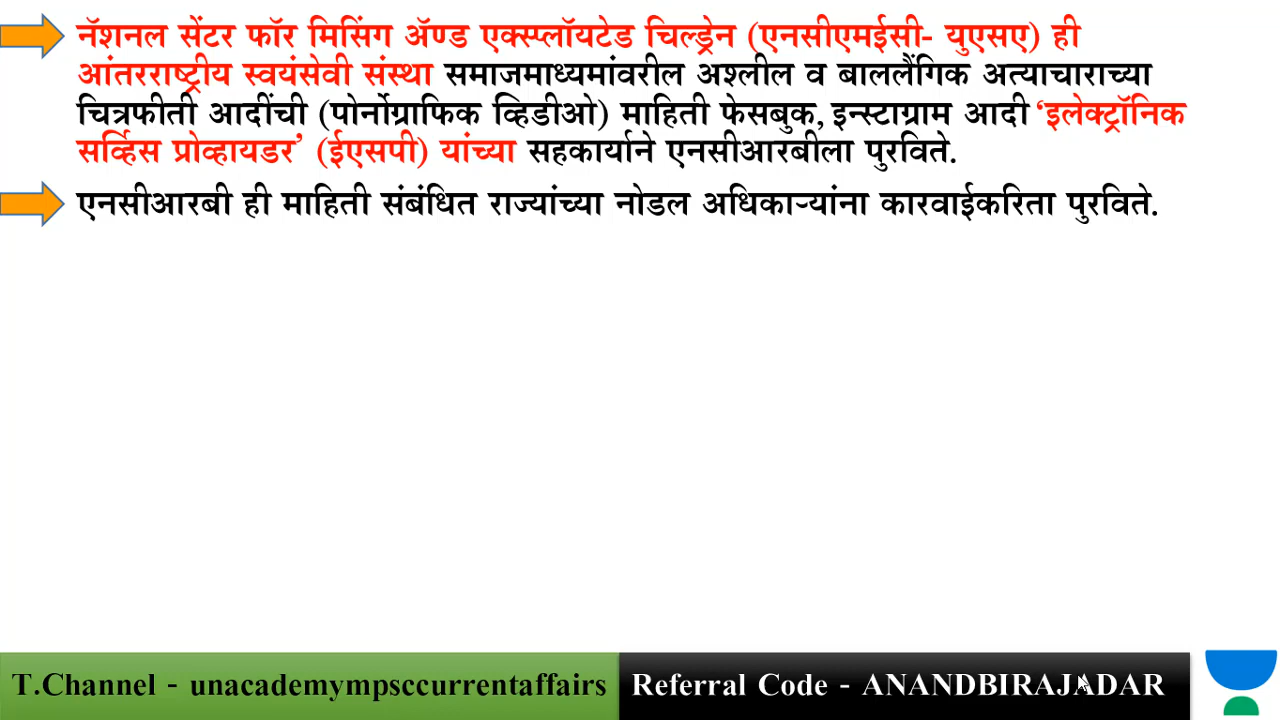 नॅशनल सेंटर फॉर मिसिंग ॲण्ड एक्स्प्लॉयटेड चिल्ड्रेन (एनसीएमईसी- युएसए) ही
आंतरराष्ट्रीय स्वयंसेवी संस्था समाजमाध्यमांवरील अश्लील व बाललैंगिक अत्याचाराच्या
चित्रफीती आदींची (पोर्नोग्राफिक व्हिडीओ) माहिती फेसबुक, इन्स्टाग्राम आदी ‘इलेक्ट्रॉनिक
सर्व्हिस प्रोव्हायडर’ (ईएसपी) यांच्या सहकार्याने एनसीआरबीला पुरविते.
एनसीआरबी ही माहिती संबंधित राज्यांच्या नोडल अधिकाऱ्यांना कारवाईकरिता पुरविते.
T.Channel - unacademympsccurrentaffairs
Referral Code - ANANDBIRAJADAR